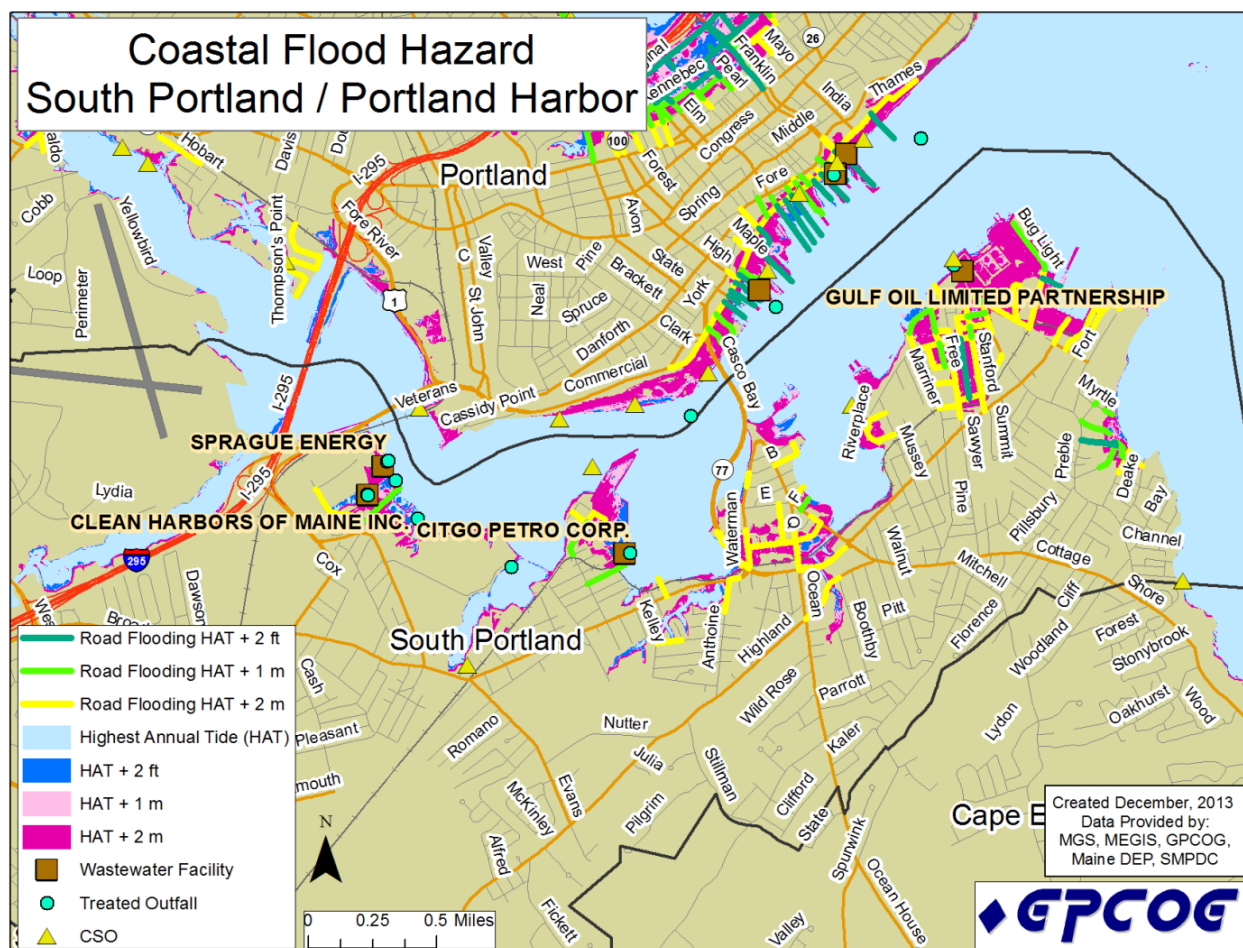 Coastal Flood Hazard
South Portland / Portland Harbor
26
Mayo
Franklin
Pearl
Kennebec
Elm
India
Thames
Middle
Congress
100
Forest
Fore
Spring
Avon
Hobart
Davis
I-295
Portland
Cobb
Yellowbird
Loop
Perimeter
Thompson's Point
Fore River
1
C
Valley
St John
West
Neal
Pine
Spruce
Brackett
State
High
Maple
York
Danforth
Clark
Commercial
Casco Bay
Cassidy Point
Veterans
I-295
Bug Light
GULF OIL LIMITED PARTNERSHIP
Free
Stanford
Fort
Marriner
Myrtle
Riverplace
Mussey
Sawyer
Summit
Preble
Deake
Bay
Pine
Pillsbury
Channel
SPRAGUE ENERGY
I-295
Lydia
CLEAN HARBORS OF MAINE INC.
CITGO PETRO CORP.
77
B
E
F
Q
Waterman
Walnut
Mitchell
Cottage
Shore
295
Cox
Dawson
Kelley
Antholne
Highland
Ocean
Boothby
Pitt
Florence
Woodland
Cliff
Forest
Stonybrook
South Portland
Cash
Pleasant
Romano
Nutter
Julia
Wild Rose
Parrott
Kaler
Lydon
Oakhurst
Wood
Evans
McKinley
Pilgrim
Stillman
Clifford
State
Spurwink
Ocean House
Alfred
Fickett
Valley
Cape E
Road Flooding HAT + 2 ft
Road Flooding HAT + 1 m
Road Flooding HAT + 2 m
Highest Annual Tide (HAT)
HAT + 2 ft
HAT + 1 m
HAT + 2 m
Wastewater Facility
Treated Outfall
CSO
N
0 0.25 0.5 Miles
Created December, 2013
Data Provided by:
MGS, MEGIS, GPCOG,
Maine DEP, SMPDC
GPCOG